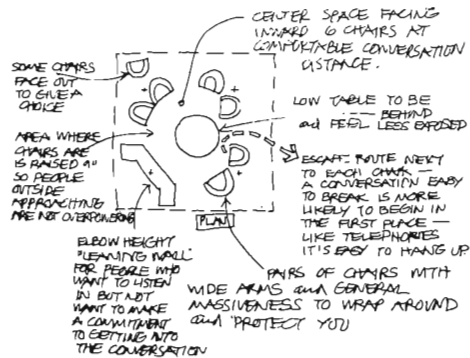 CENTER SPACE FACING
INWARD 6 CHAIRS AT
COMFORTABLE CONVERSATION
DISTANCE.
SOME CHAIRS
FACE OUT
TO GIVE A
CHOICE
LOW TABLE TO BE
BEHIND
and FEEL LESS EXPOSED
AREA WHERE
CHAIRS ARE
IS RAISED 9"
SO PEOPLE
OUTSIDE
APPROACHING
ARE NOT OVERPOWERING
ESCAPE ROUTE NEXT
TO EACH CHAIR —
A CONVERSATION EASY
TO BREAK IS MORE
LIKELY TO BEGIN IN
THE FIRST PLACE —
LIKE TELEPHONES
IT'S EASY TO HANG UP
PLAN
ELBOW HEIGHT
"LEANING WALL"
FOR PEOPLE WHO
WANT TO LISTEN
IN BUT NOT
WANT TO MAKE
A COMMITMENT
TO GETTING INTO
THE CONVERSATION
PAIRS OF CHAIRS WITH
WIDE ARMS and GENERAL
MASSIVENESS TO WRAP AROUND
and "PROTECT" YOU